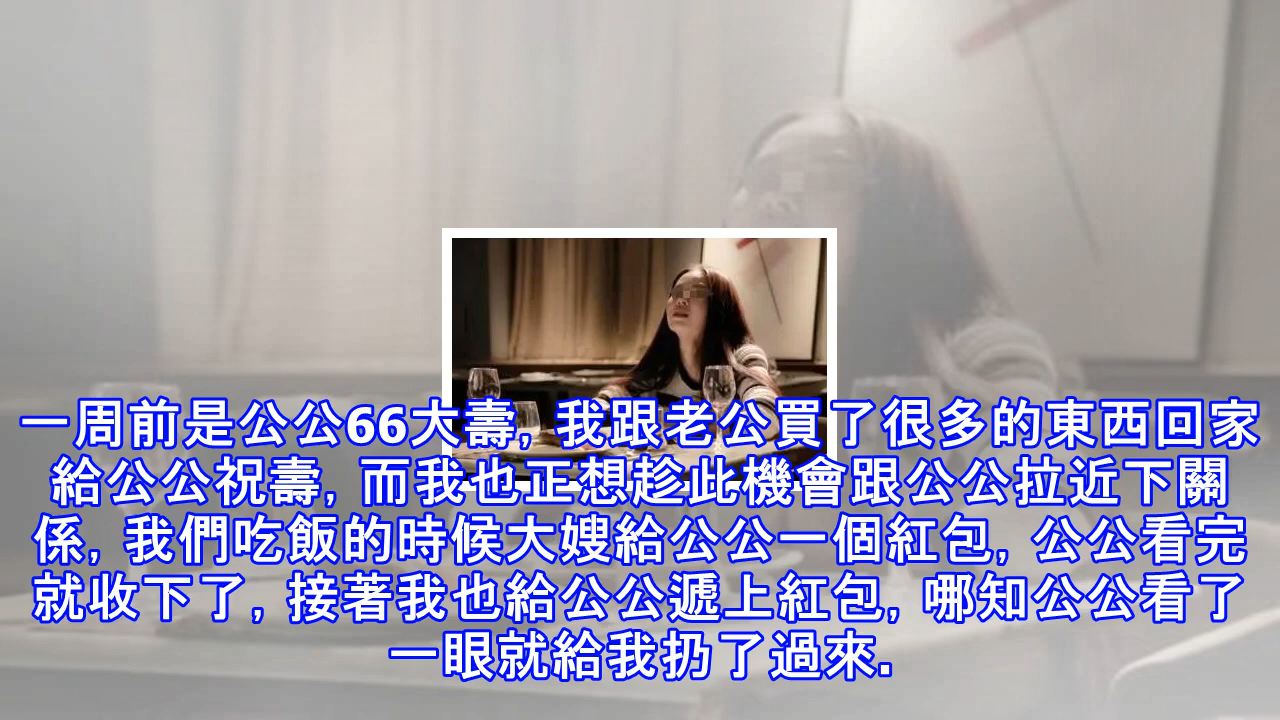 一周前是公公66大壽, 我跟老公買了很多的東西回家
給公公祝壽, 而我也正想趁此機會跟公公拉近下關
係, 我們吃飯的時候大嫂給公公一個紅包, 公公看完
就收下了, 接著我也給公公遞上紅包, 哪知公公看了
一眼就給我扔了過來.